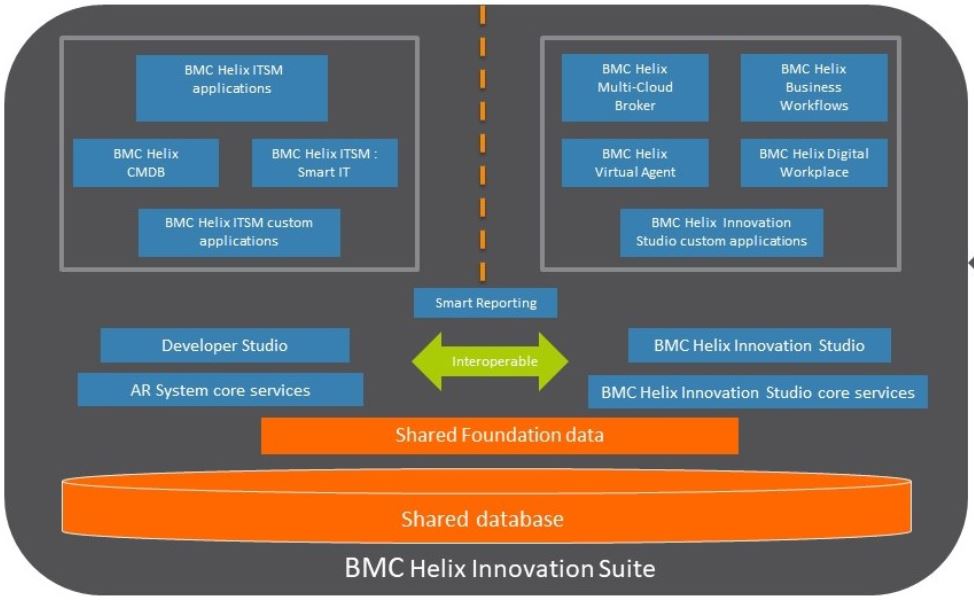 BMC Helix ITSM
applications
BMC Helix
CMDB
BMC Helix ITSM :
Smart IT
BMC Helix ITSM custom
applications
BMC Helix
Multi-Cloud
Broker
BMC Helix
Business
Workflows
BMC Helix
Virtual Agent
BMC Helix Digital
Workplace
BMC Helix Innovation
Studio custom applications
Smart Reporting
Developer Studio
Interoperable
BMC Helix Innovation Studio
AR System core services
BMC Helix Innovation Studio core services
Shared Foundation data
Shared database
BMC Helix Innovation Suite